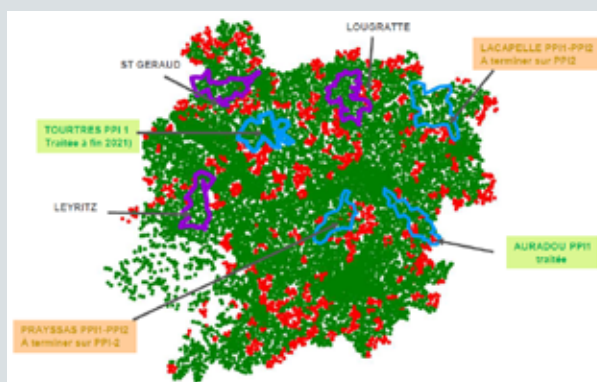 LOUGRATTE
LACAPELLE PPI1-PPI2
A terminer sur PPI2
ST GERAUD
TOURTRES PPI 1
Traitée à fin 2021)
LEYRITZ
AURADOU PPI1
traitée
PRAYSSAS PPI1-PPI2
A terminer sur PPI-2